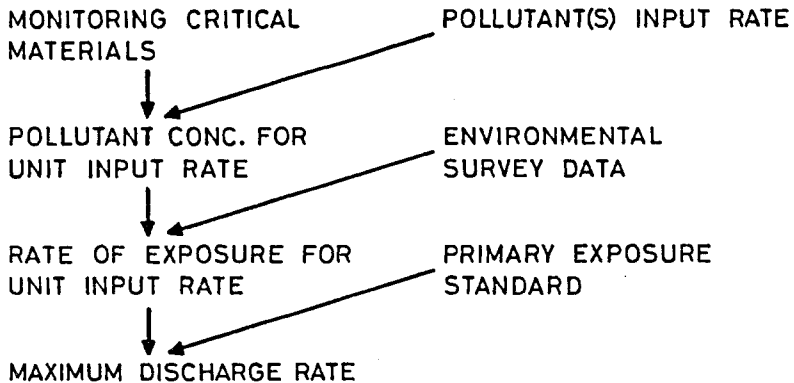 MONITORING CRITICAL
MATERIALS
POLLUTANT(S) INPUT RATE
POLLUTANT CONC. FOR
UNIT INPUT RATE
ENVIRONMENTAL
SURVEY DATA
RATE OF EXPOSURE FOR
UNIT INPUT RATE
PRIMARY EXPOSURE
STANDARD
MAXIMUM DISCHARGE RATE